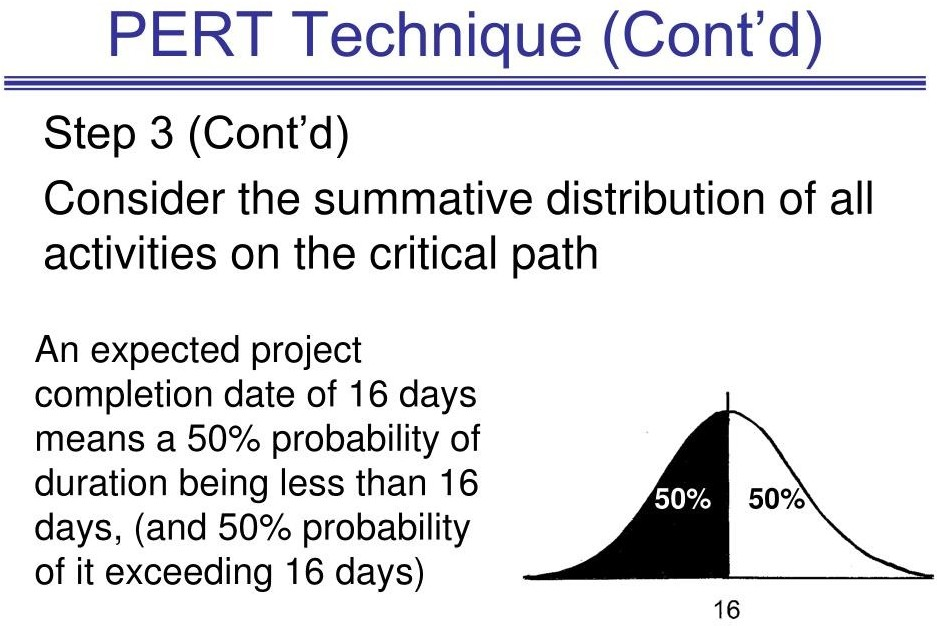 PERT Technique (Cont’d)
Step 3 (Cont’d)
Consider the summative distribution of all
activities on the critical path
An expected project
completion date of 16 days
means a 50% probability of
duration being less than 16
days, (and 50% probability
of it exceeding 16 days)
50% 50%
16